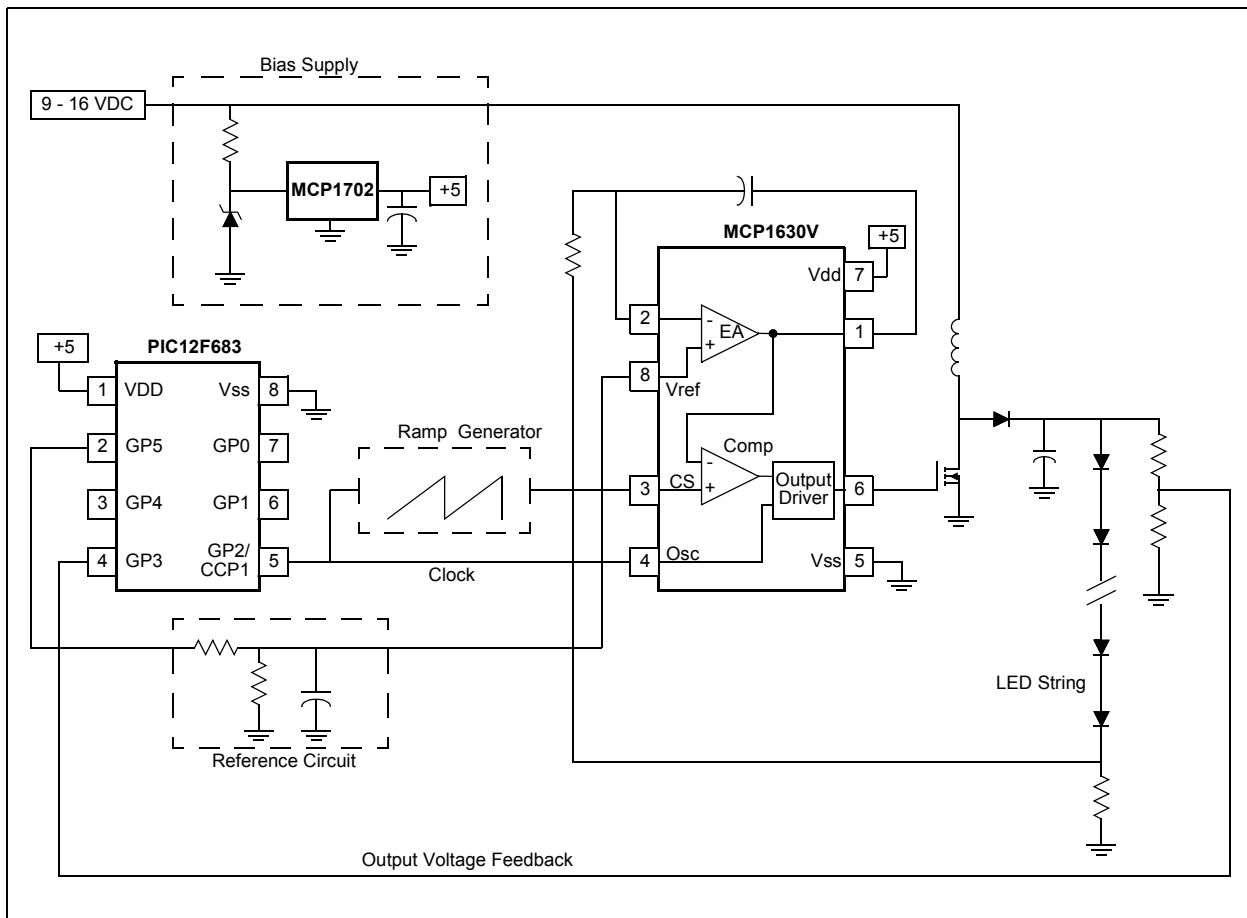 Bias Supply
9 - 16 VDC
MCP1702
+5
MCP1630V
+5
Vdd
7
2
-
EA
+
1
8
Vref
+5
PIC12F683
1
VDD
Vss
8
2
GP5
GP0
7
3
GP4
GP1
6
4
GP3
GP2/
CCP1
5
Ramp Generator
Clock
Comp
-
3
CS
+
Output
Driver
6
4
Osc
Vss
5
LED String
Reference Circuit
Output Voltage Feedback